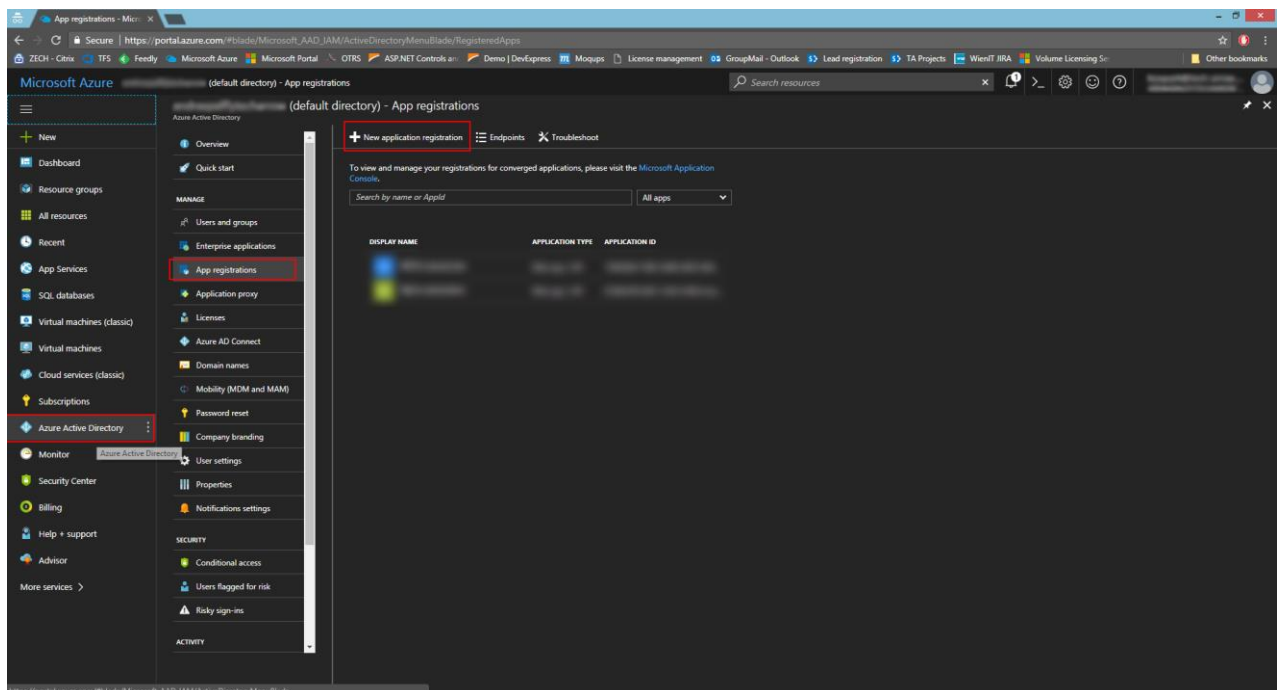 App registrations - Micr
Secure | https://portal.azure.com/#blade/Microsoft_AAD_IAM/ActiveDirectoryMenuBlade/RegisteredApps
ZECH - Citrix TFS Feedly Microsoft Azure Microsoft Portal OTRS ASP.NET Controls an Demo | DevExpress Moqups License management GroupMail - Outlook Lead registration TA Projects WienIT JIRA Volume Licensing Se Other bookmarks
Microsoft Azure (default directory) - App registrations
Search resources
(default directory) - App registrations
Azure Active Directory
New
Dashboard
Resource groups
All resources
Recent
App Services
SQL databases
Virtual machines (classic)
Virtual machines
Cloud services (classic)
Subscriptions
Azure Active Directory
Monitor
Azure Active Directory
Security Center
Billing
Help + support
Advisor
More services
Overview
Quick start
MANAGE
Users and groups
Enterprise applications
App registrations
Application proxy
Licenses
Azure AD Connect
Domain names
Mobility (MDM and MAM)
Password reset
Company branding
User settings
Properties
Notifications settings
SECURITY
Conditional access
Users flagged for risk
Risky sign-ins
ACTIVITY
New application registration Endpoints Troubleshoot
To view and manage your registrations for converged applications, please visit the Microsoft Application
Console.
Search by name or AppId All apps
DISPLAY NAME APPLICATION TYPE APPLICATION ID